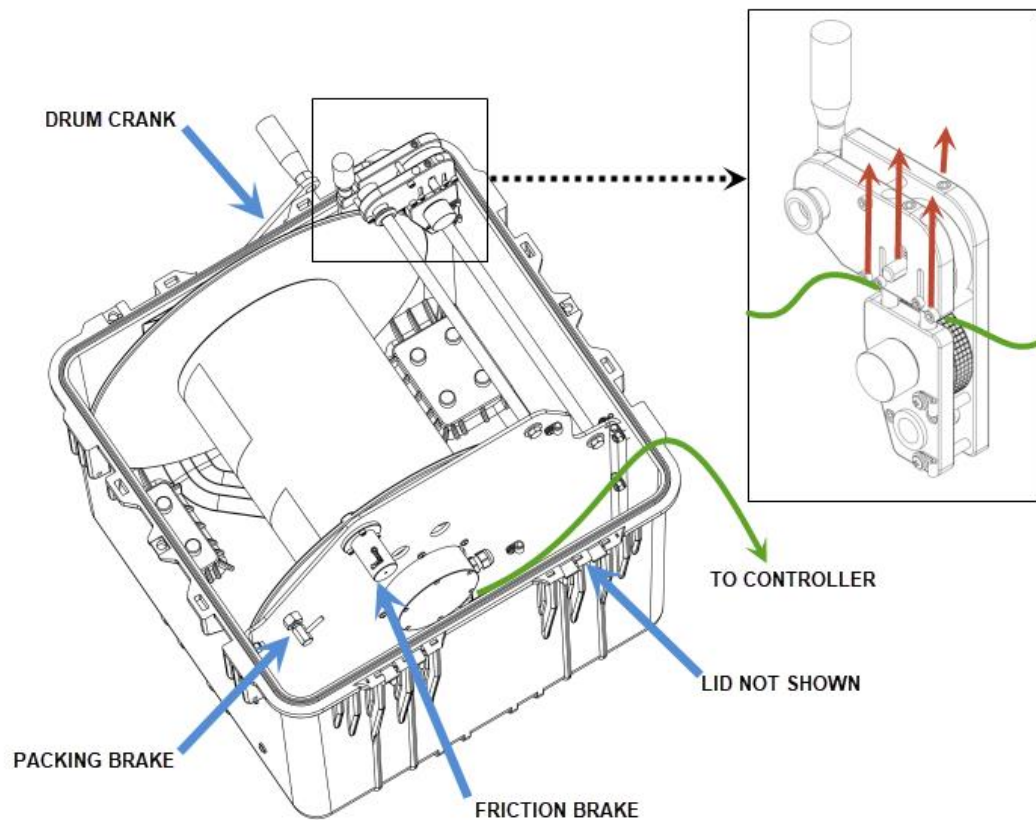 DRUM CRANK
TO CONTROLLER
LID NOT SHOWN
PACKING BRAKE
FRICTION BRAKE